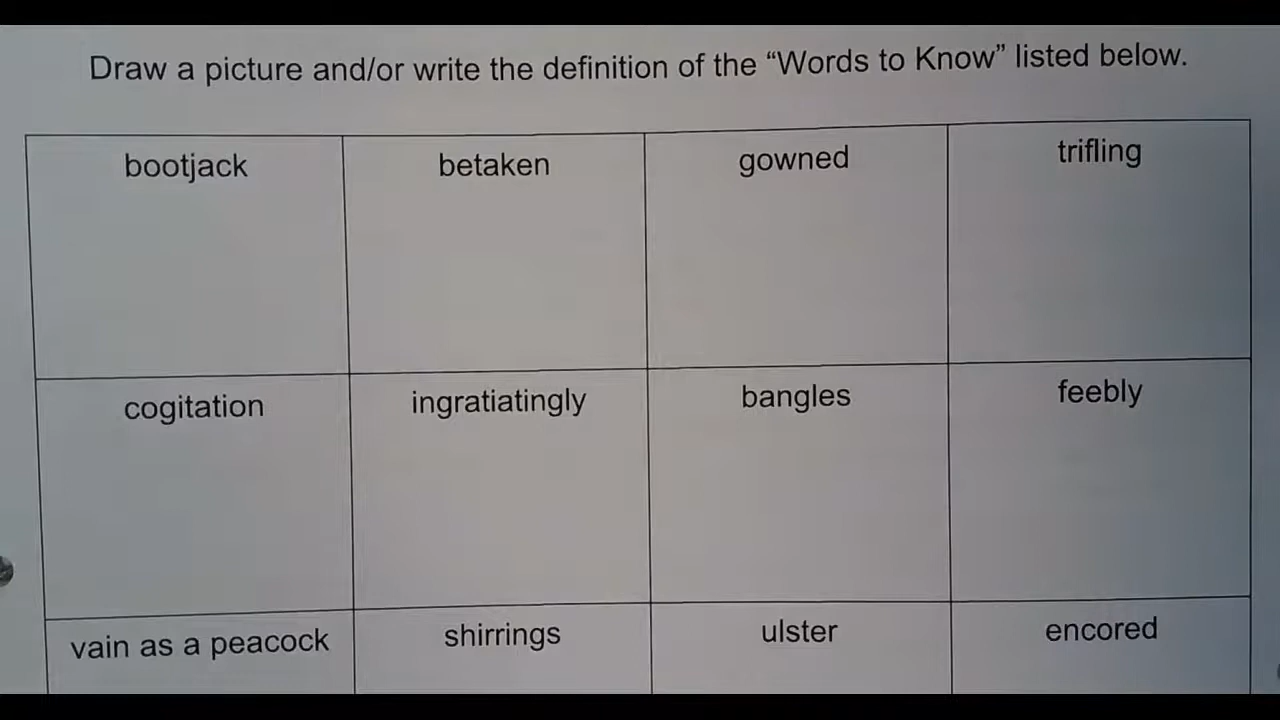 Draw a picture and/or write the definition of the “Words to Know” listed below.
bootjack betaken gowned trifling
cogitation ingratiatingly bangles feebly
vain as a peacock shirrings ulster encored